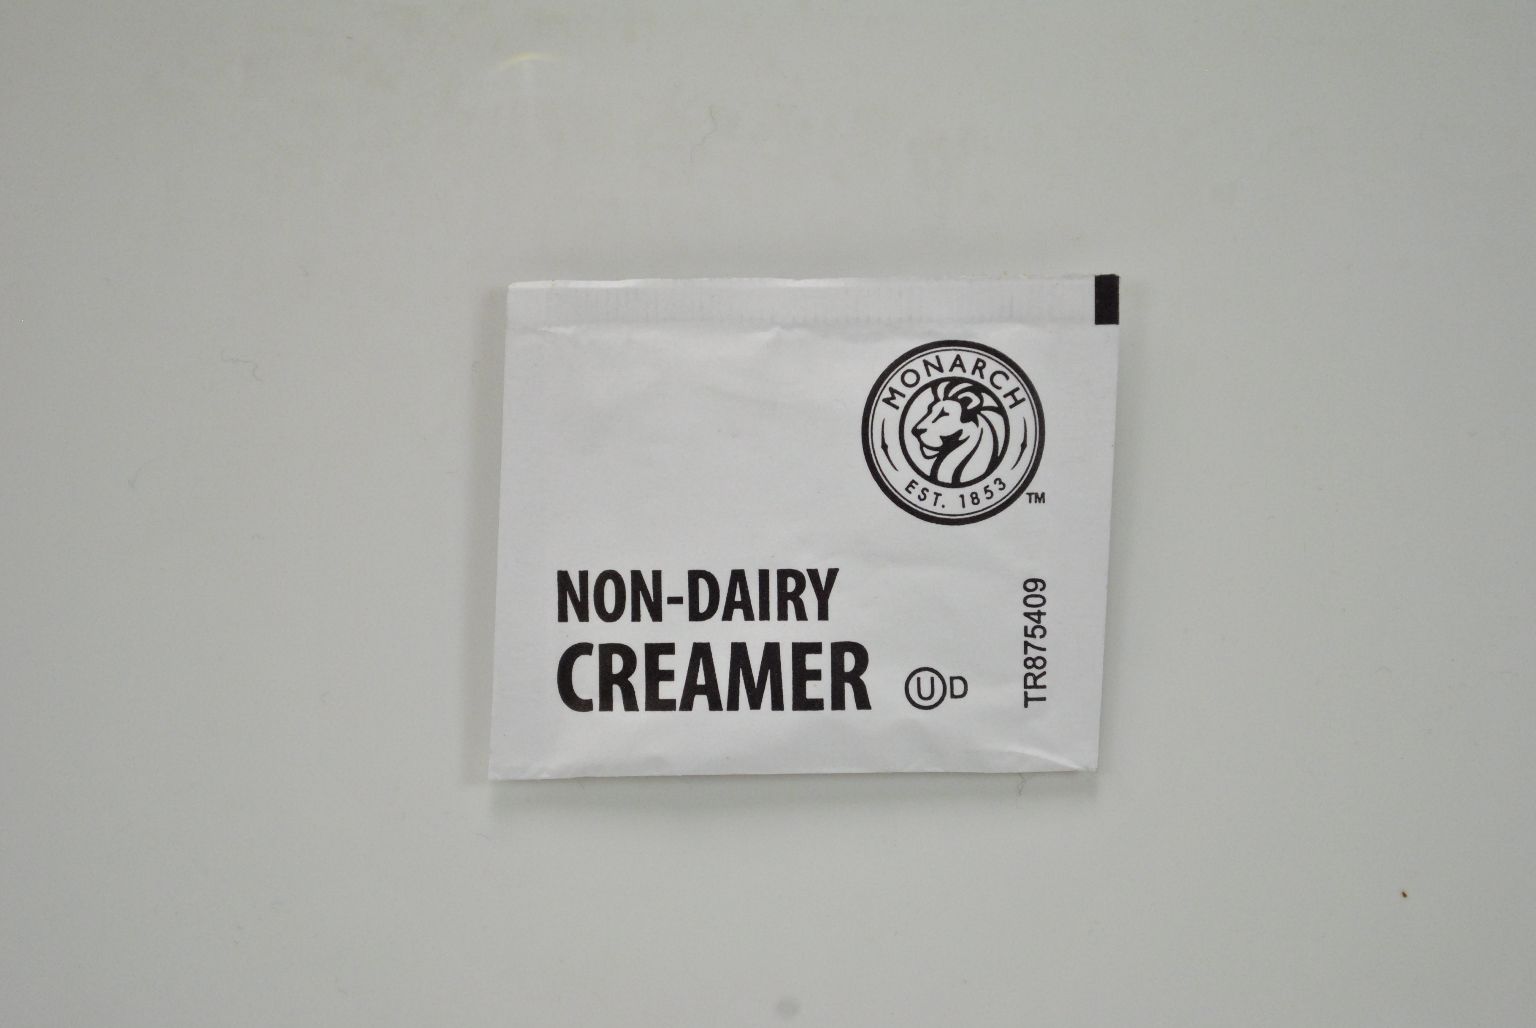 MONARCH
EST. 1853
TM
NON-DAIRY
CREAMER
U D
TR875409